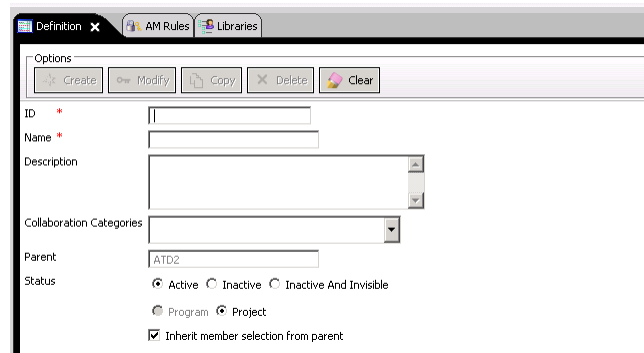 Definition AM Rules Libraries
Options
Create Modify Copy Delete Clear
ID *
Name *
Description
Collaboration Categories
Parent ATD2
Status Active Inactive Inactive And Invisible
Program Project
Inherit member selection from parent